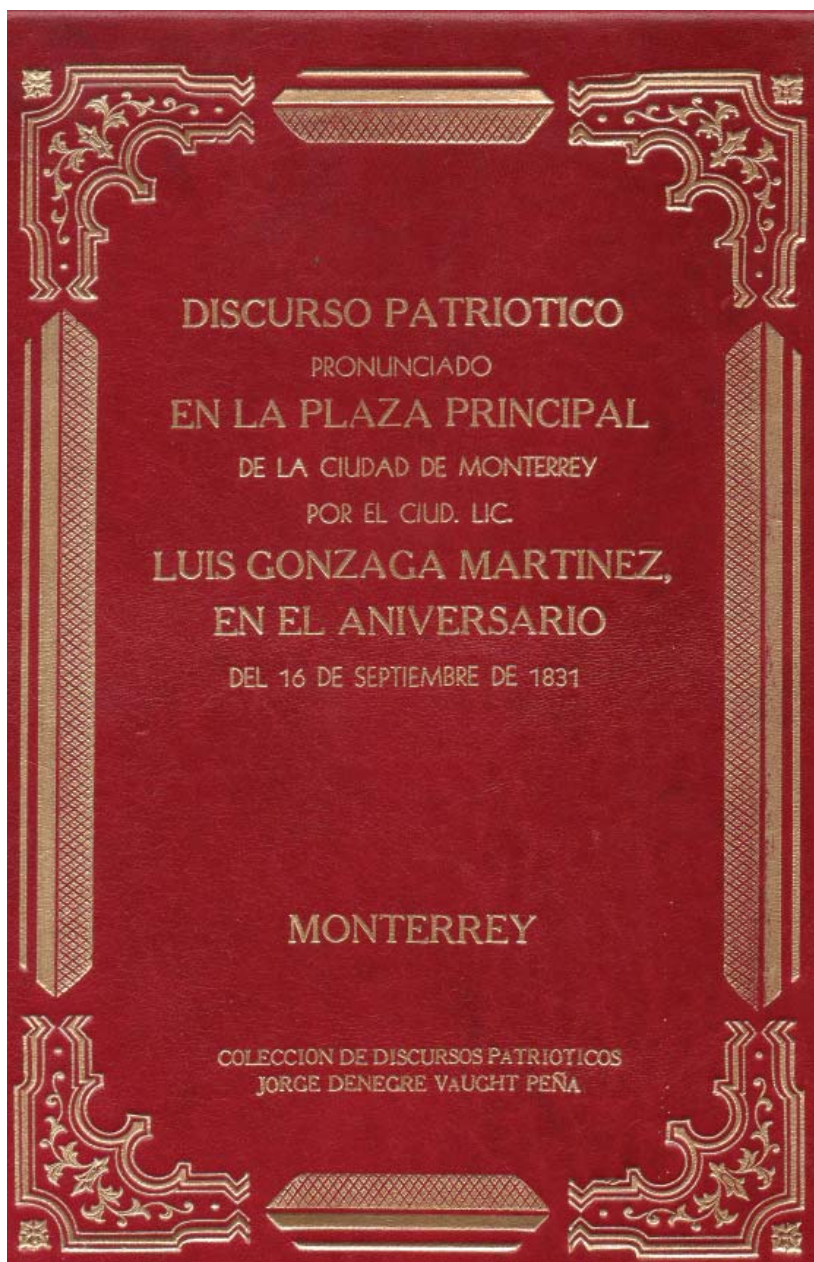 DISCURSO PATRIOTICO
PRONUNCIADO
EN LA PLAZA PRINCIPAL
DE LA CIUDAD DE MONTERREY
POR EL CIUD. LIC.
LUIS GONZAGA MARTINEZ,
EN EL ANIVERSARIO
DEL 16 DE SEPTIEMBRE DE 1831
MONTERREY
COLECCION DE DISCURSOS PATRIOTICOS
JORGE DENEGRE VAUGHT PEÑA